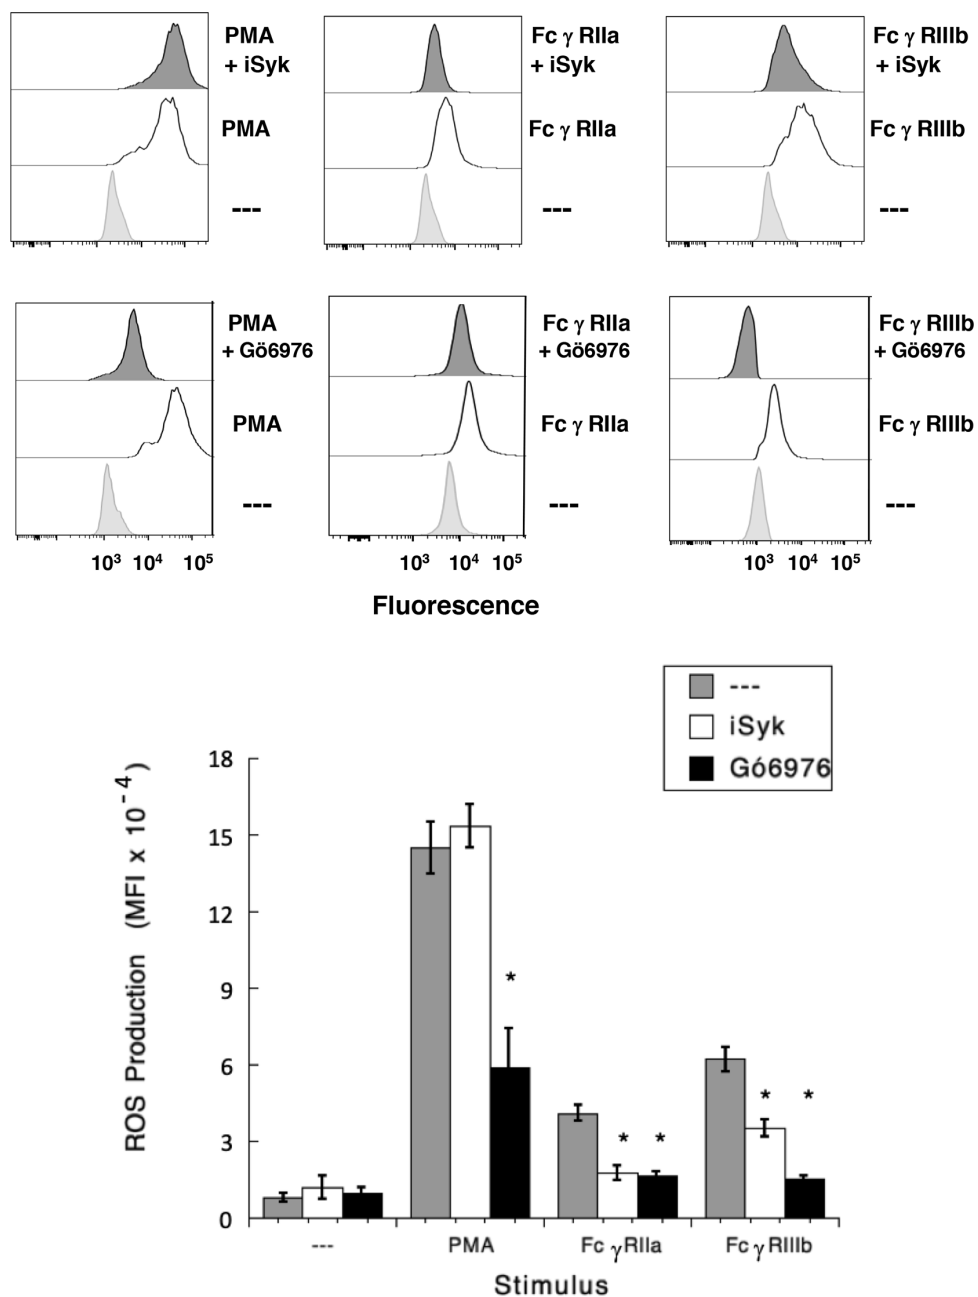 PMA
+ iSyk
PMA
---
Fc γ RIIa
+ iSyk
Fc γ RIIa
---
Fc γ RIIIb
+ iSyk
Fc γ RIIIb
---
PMA
+ Gö6976
PMA
---
Fc γ RIIa
+ Gö6976
Fc γ RIIa
---
Fc γ RIIIb
+ Gö6976
Fc γ RIIIb
---
10³ 10⁴ 10⁵
10³ 10⁴ 10⁵
10³ 10⁴ 10⁵
Fluorescence
---
iSyk
Gó6976
ROS Production (MFI x 10⁻⁴)
18
15
12
9
6
3
0
*
* *
* *
--- PMA Fc γRIIa Fc γRIIIb
Stimulus